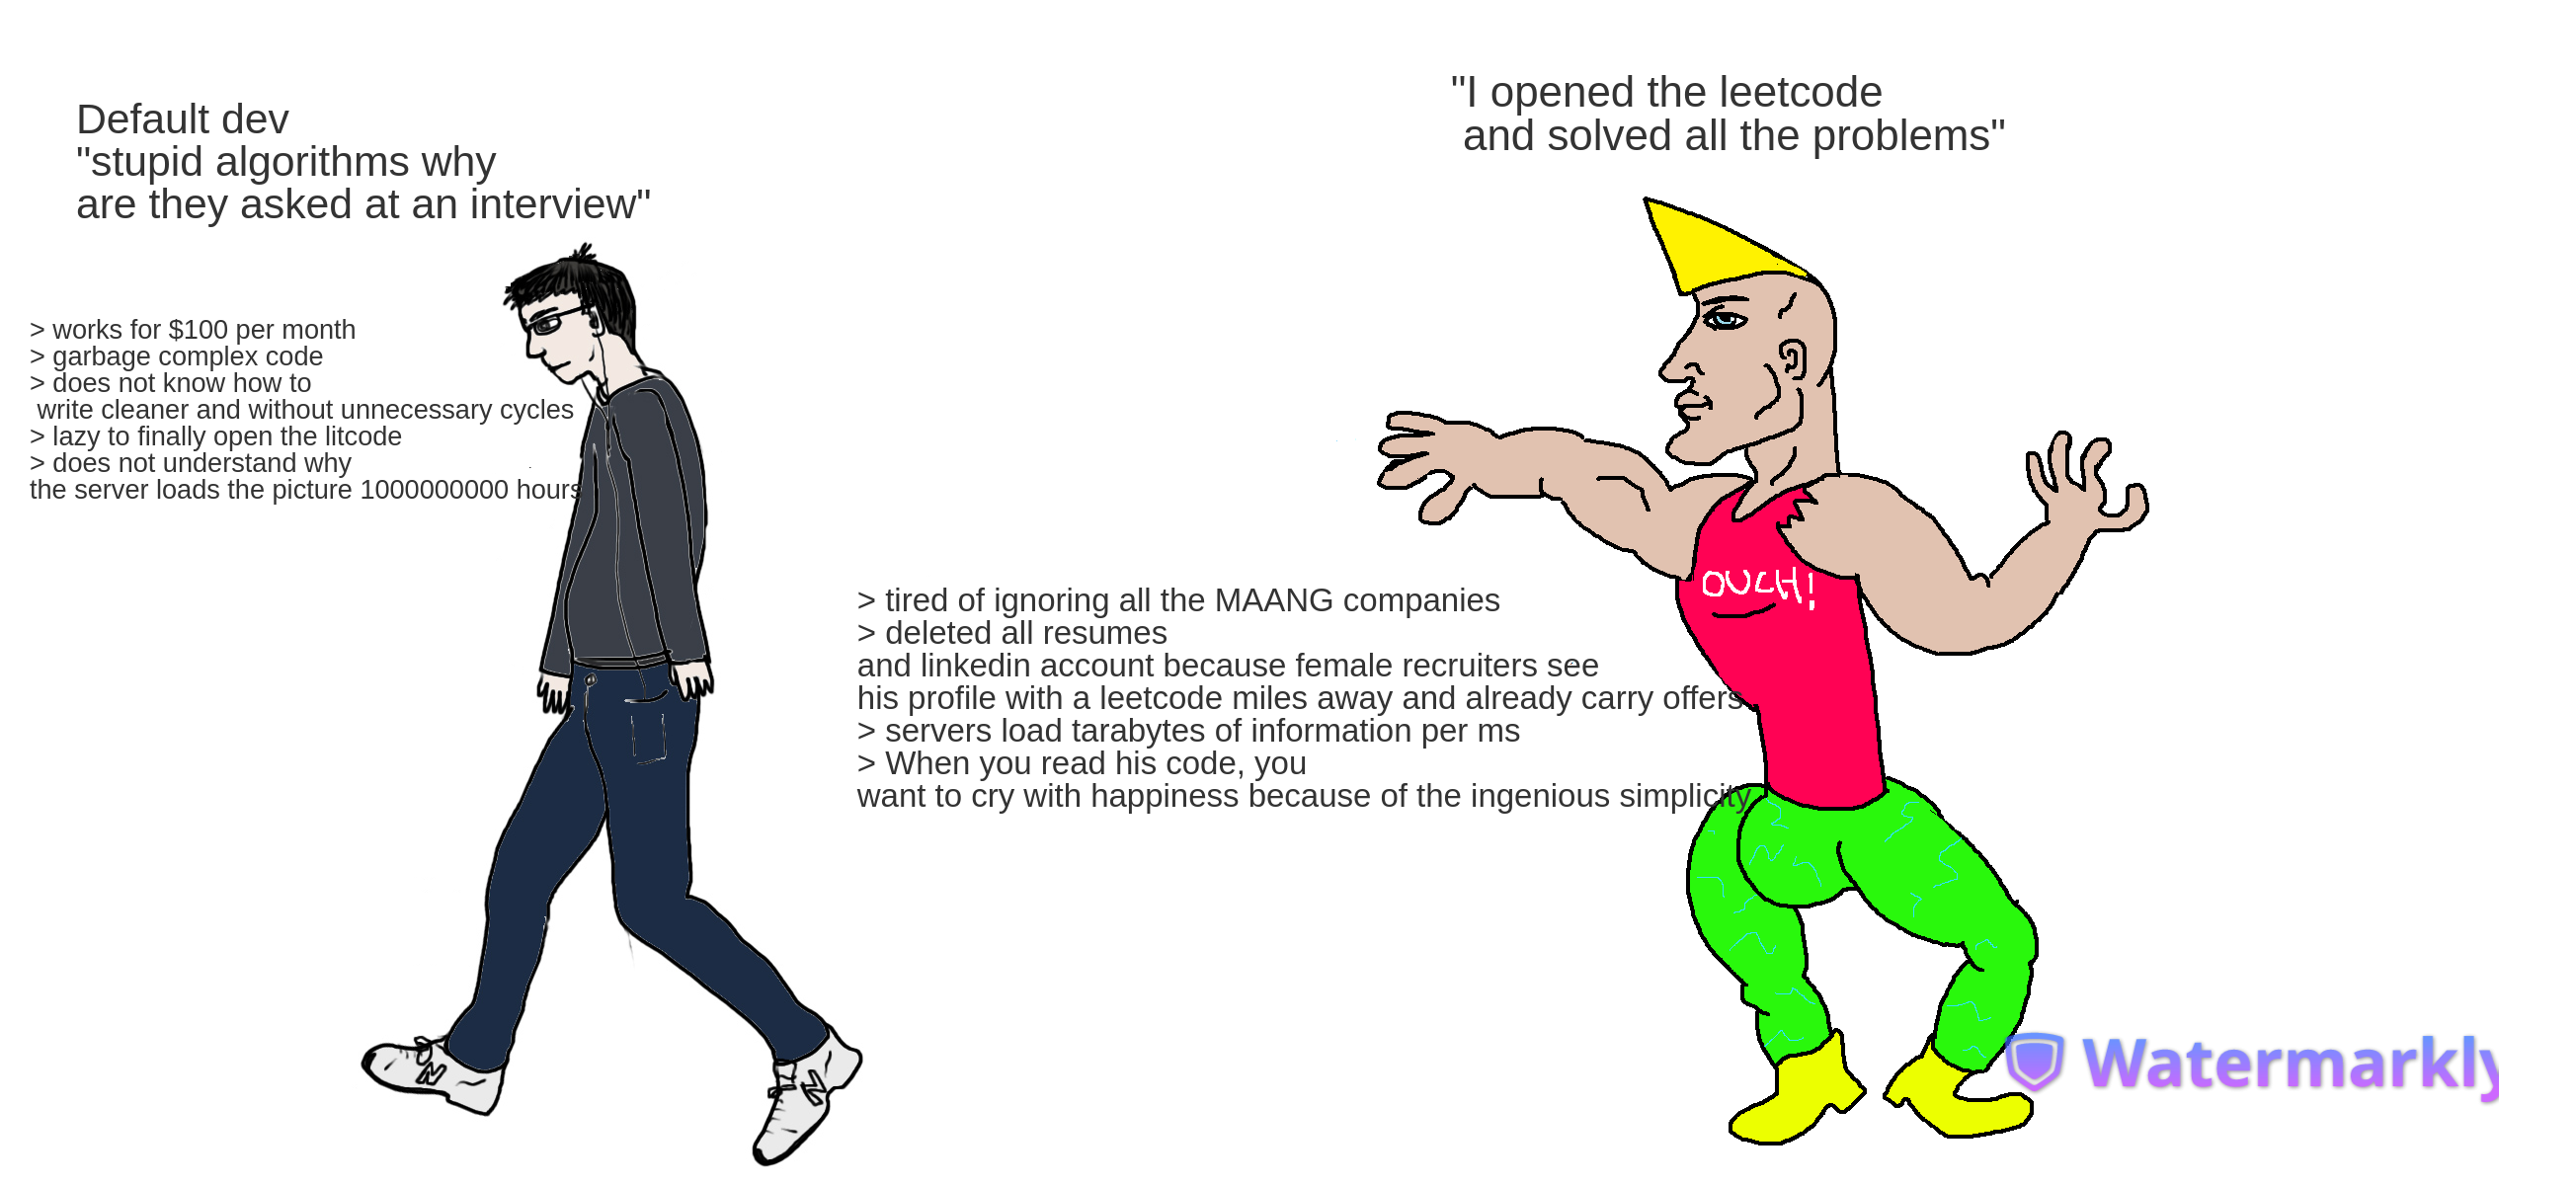 Default dev
"stupid algorithms why
are they asked at an interview"
> works for $100 per month
> garbage complex code
> does not know how to
write cleaner and without unnecessary cycles
> lazy to finally open the litcode
> does not understand why
the server loads the picture 1000000000 hours
"I opened the leetcode
and solved all the problems"
OUCH!
> tired of ignoring all the MAANG companies
> deleted all resumes
and linkedin account because female recruiters see
his profile with a leetcode miles away and already carry offers
> servers load tarabytes of information per ms
> When you read his code, you
want to cry with happiness because of the ingenious simplicity
N
N
Watermarkly